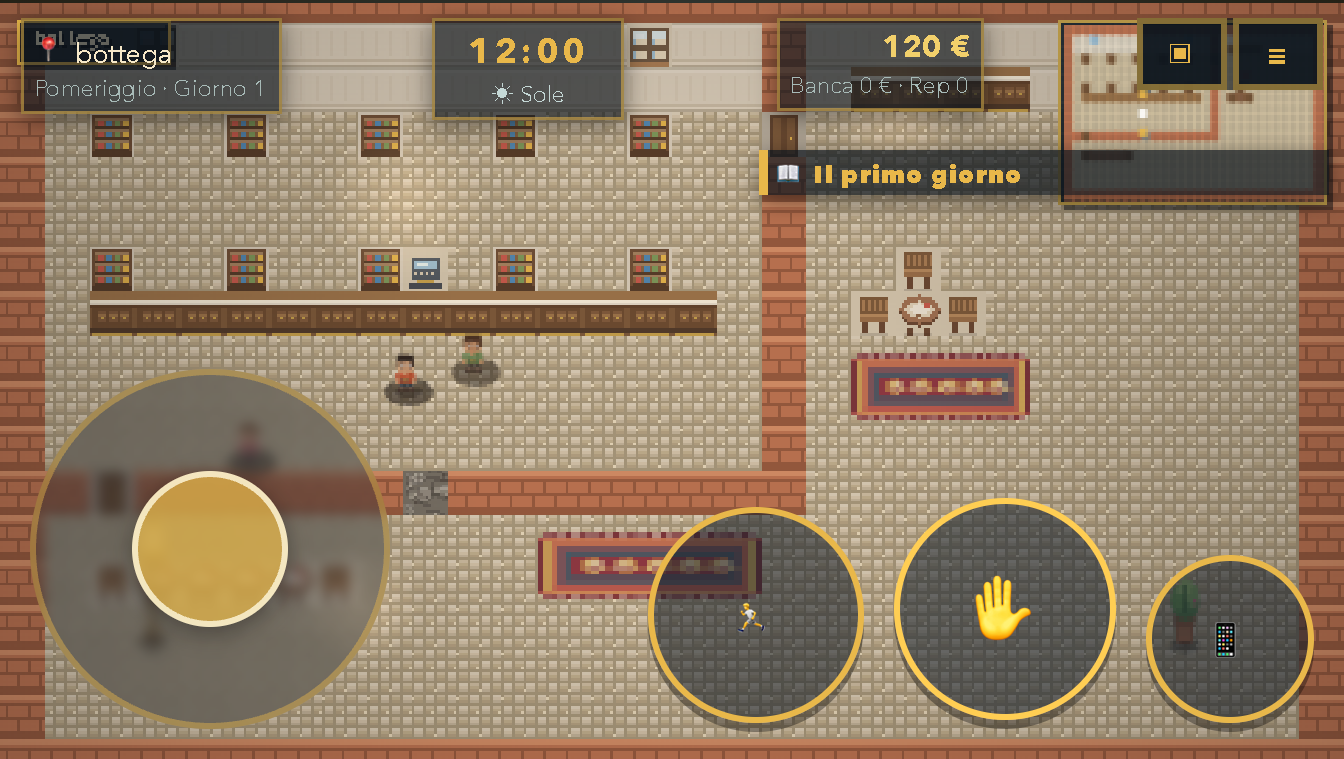 bottega
Pomeriggio · Giorno 1
12:00
Sole
120 €
Banca 0 € · Rep 0
Il primo giorno